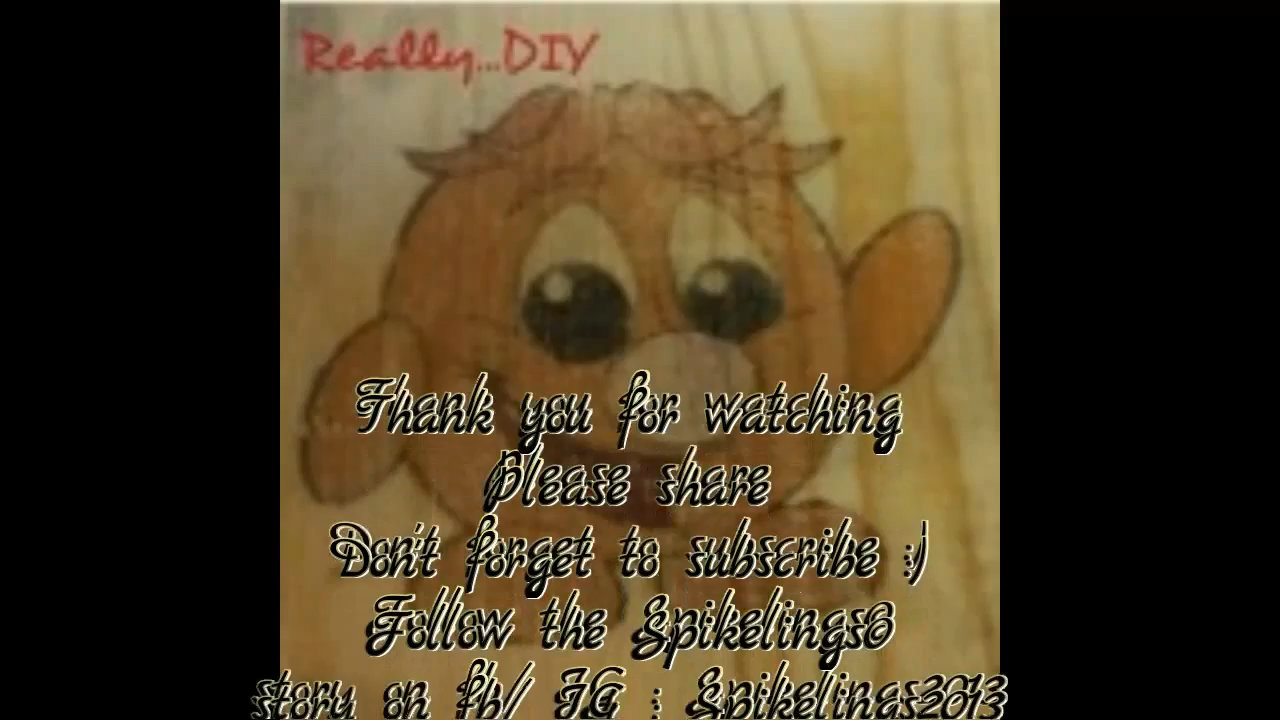 Really...DIY
Thank you for watching
Please share
Don't forget to subscribe :)
Follow the Spikelings®
story on fb/ IG : Spikelings2013